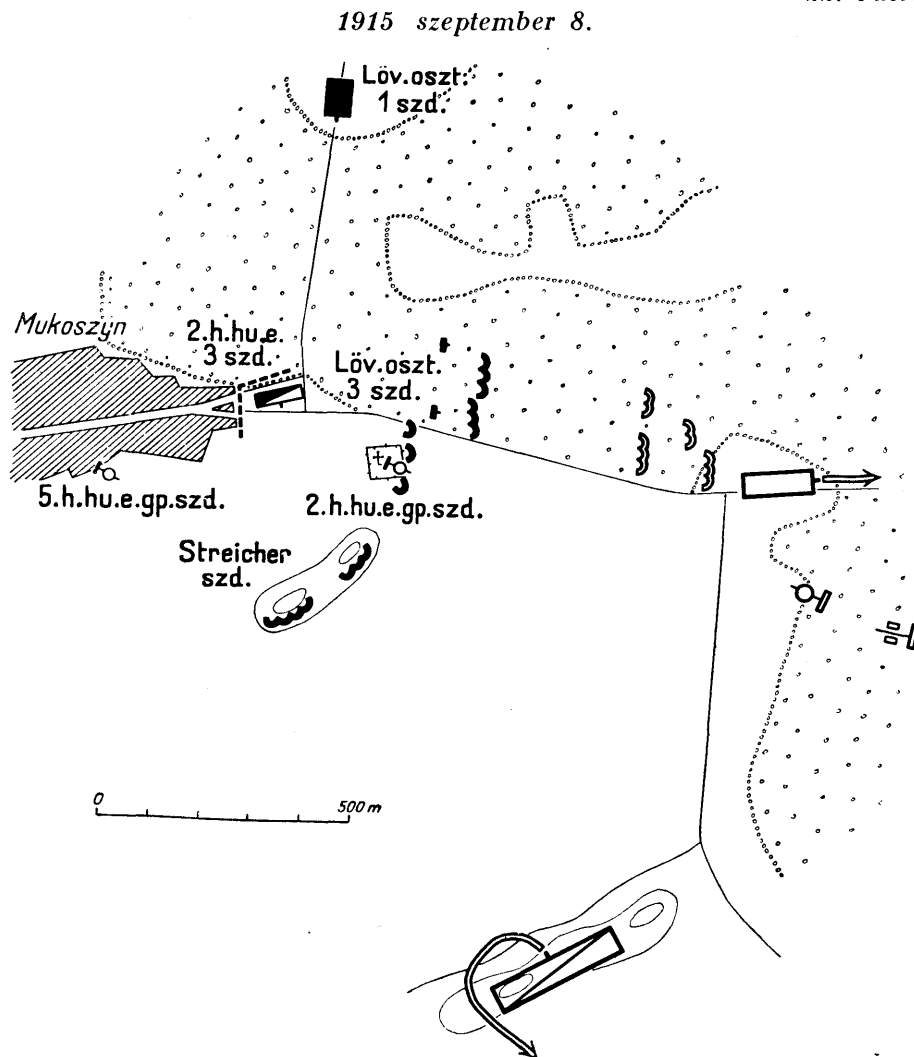 1915 szeptember 8.
Löv.oszt.
1 szd.
Mukoszyn
2.h.hu.e.
3 szd.
Löv.oszt.
3 szd.
5.h.hu.e.gp.szd.
2.h.hu.e.gp.szd.
Streicher
szd.
0
500 m